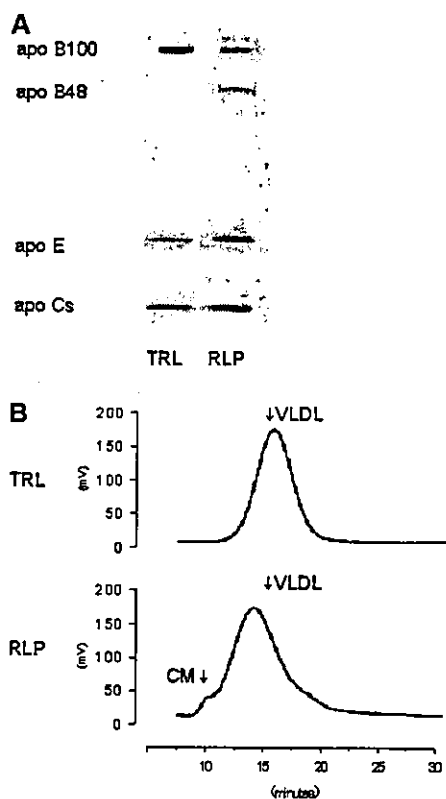 A
apo B100
apo B48
apo E
apo Cs
TRL RLP
B
TRL
(mV)
200
150
100
50
0
↓VLDL
RLP
(mV)
200
150
100
50
0
CM ↓
↓VLDL
10 15 20 25 30
(minutes)